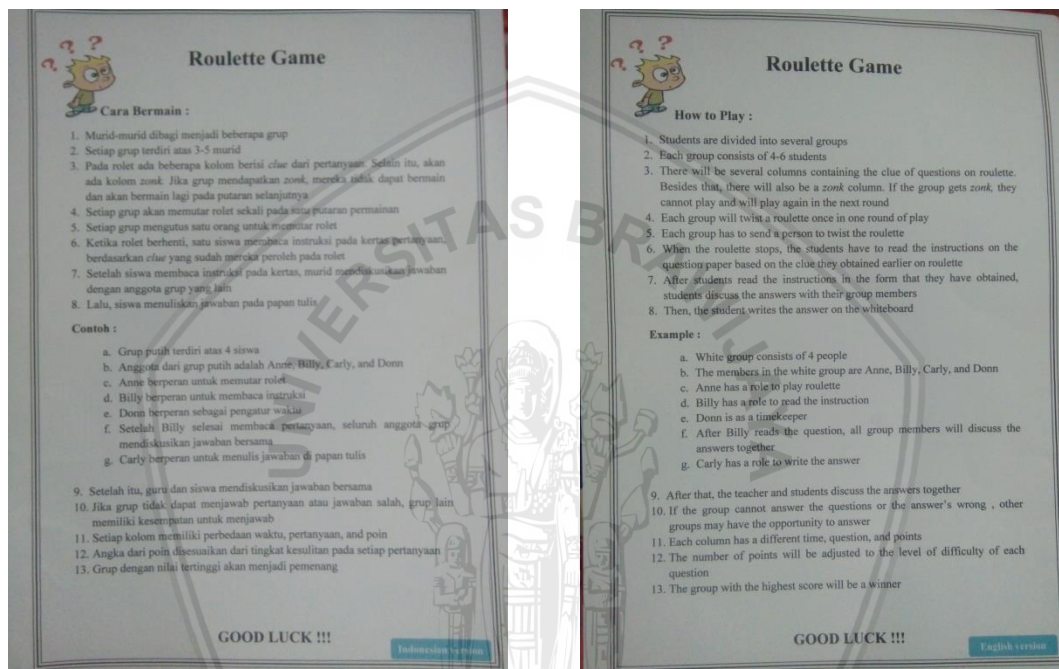 ? ? ?
Roulette Game
Cara Bermain :
1. Murid-murid dibagi menjadi beberapa grup
2. Setiap grup terdiri atas 3-5 murid
3. Pada rolet ada beberapa kolom berisi clue dari pertanyaan. Selain itu, akan
ada kolom zonk. Jika grup mendapatkan zonk, mereka tidak dapat bermain
dan akan bermain lagi pada putaran selanjutnya
4. Setiap grup akan memutar rolet sekali pada satu putaran permainan
5. Setiap grup mengutus satu orang untuk memutar rolet
6. Ketika rolet berhenti, satu siswa membaca instruksi pada kertas pertanyaan,
berdasarkan clue yang sudah mereka peroleh pada rolet
7. Setelah siswa membaca instruksi pada kertas, murid mendiskusikan jawaban
dengan anggota grup yang lain
8. Lalu, siswa menuliskan jawaban pada papan tulis
Contoh :
a. Grup putih terdiri atas 4 siswa
b. Anggota dari grup putih adalah Anne, Billy, Carly, and Donn
c. Anne berperan untuk memutar rolet
d. Billy berperan untuk membaca instruksi
e. Donn berperan sebagai pengatur waktu
f. Setelah Billy selesai membaca pertanyaan, seluruh anggota grup
mendiskusikan jawaban bersama
g. Carly berperan untuk menulis jawaban di papan tulis
9. Setelah itu, guru dan siswa mendiskusikan jawaban bersama
10. Jika grup tidak dapat menjawab pertanyaan atau jawaban salah, grup lain
memiliki kesempatan untuk menjawab
11. Setiap kolom memiliki perbedaan waktu, pertanyaan, dan poin
12. Angka dari poin disesuaikan dari tingkat kesulitan pada setiap pertanyaan
13. Grup dengan nilai tertinggi akan menjadi pemenang
GOOD LUCK !!!
Indonesian version
? ? ?
Roulette Game
How to Play :
1. Students are divided into several groups
2. Each group consists of 4-6 students
3. There will be several columns containing the clue of questions on roulette.
Besides that, there will also be a zonk column. If the group gets zonk, they
cannot play and will play again in the next round
4. Each group will twist a roulette once in one round of play
5. Each group has to send a person to twist the roulette
6. When the roulette stops, the students have to read the instructions on the
question paper based on the clue they obtained earlier on roulette
7. After students read the instructions in the form that they have obtained,
students discuss the answers with their group members
8. Then, the student writes the answer on the whiteboard
Example :
a. White group consists of 4 people
b. The members in the white group are Anne, Billy, Carly, and Donn
c. Anne has a role to play roulette
d. Billy has a role to read the instruction
e. Donn is as a timekeeper
f. After Billy reads the question, all group members will discuss the
answers together
g. Carly has a role to write the answer
9. After that, the teacher and students discuss the answers together
10. If the group cannot answer the questions or the answer's wrong , other
groups may have the opportunity to answer
11. Each column has a different time, question, and points
12. The number of points will be adjusted to the level of difficulty of each
question
13. The group with the highest score will be a winner
GOOD LUCK !!!
English version
UNIVERSITAS BRAWIJAYA